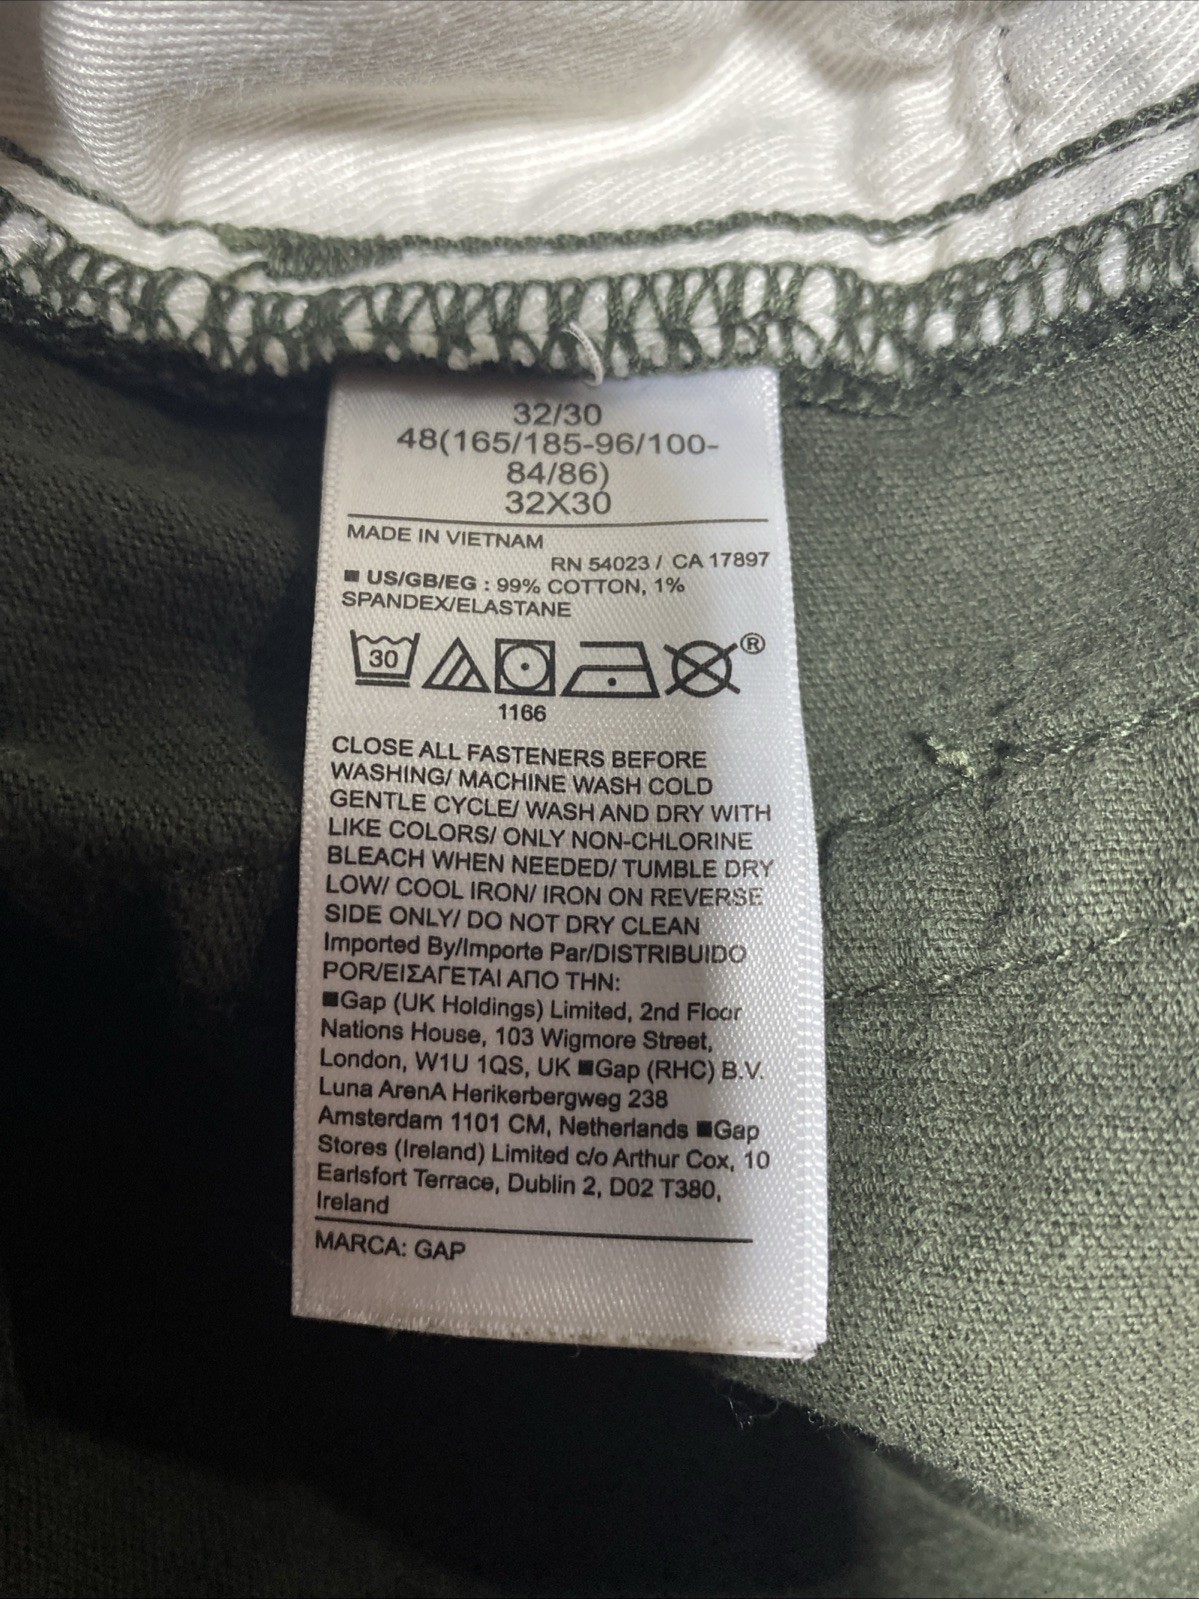 32/30
48(165/185-96/100-
84/86)
32X30
MADE IN VIETNAM
RN 54023 / CA 17897
■ US/GB/EG : 99% COTTON, 1%
SPANDEX/ELASTANE
30
®
1166
CLOSE ALL FASTENERS BEFORE
WASHING/ MACHINE WASH COLD
GENTLE CYCLE/ WASH AND DRY WITH
LIKE COLORS/ ONLY NON-CHLORINE
BLEACH WHEN NEEDED/ TUMBLE DRY
LOW/ COOL IRON/ IRON ON REVERSE
SIDE ONLY/ DO NOT DRY CLEAN
Imported By/Importe Par/DISTRIBUIDO
POR/ΕΙΣΑΓΕΤΑΙ ΑΠΟ ΤΗΝ:
■Gap (UK Holdings) Limited, 2nd Floor
Nations House, 103 Wigmore Street,
London, W1U 1QS, UK ■Gap (RHC) B.V.
Luna ArenA Herikerbergweg 238
Amsterdam 1101 CM, Netherlands ■Gap
Stores (Ireland) Limited c/o Arthur Cox, 10
Earlsfort Terrace, Dublin 2, D02 T380,
Ireland
MARCA: GAP